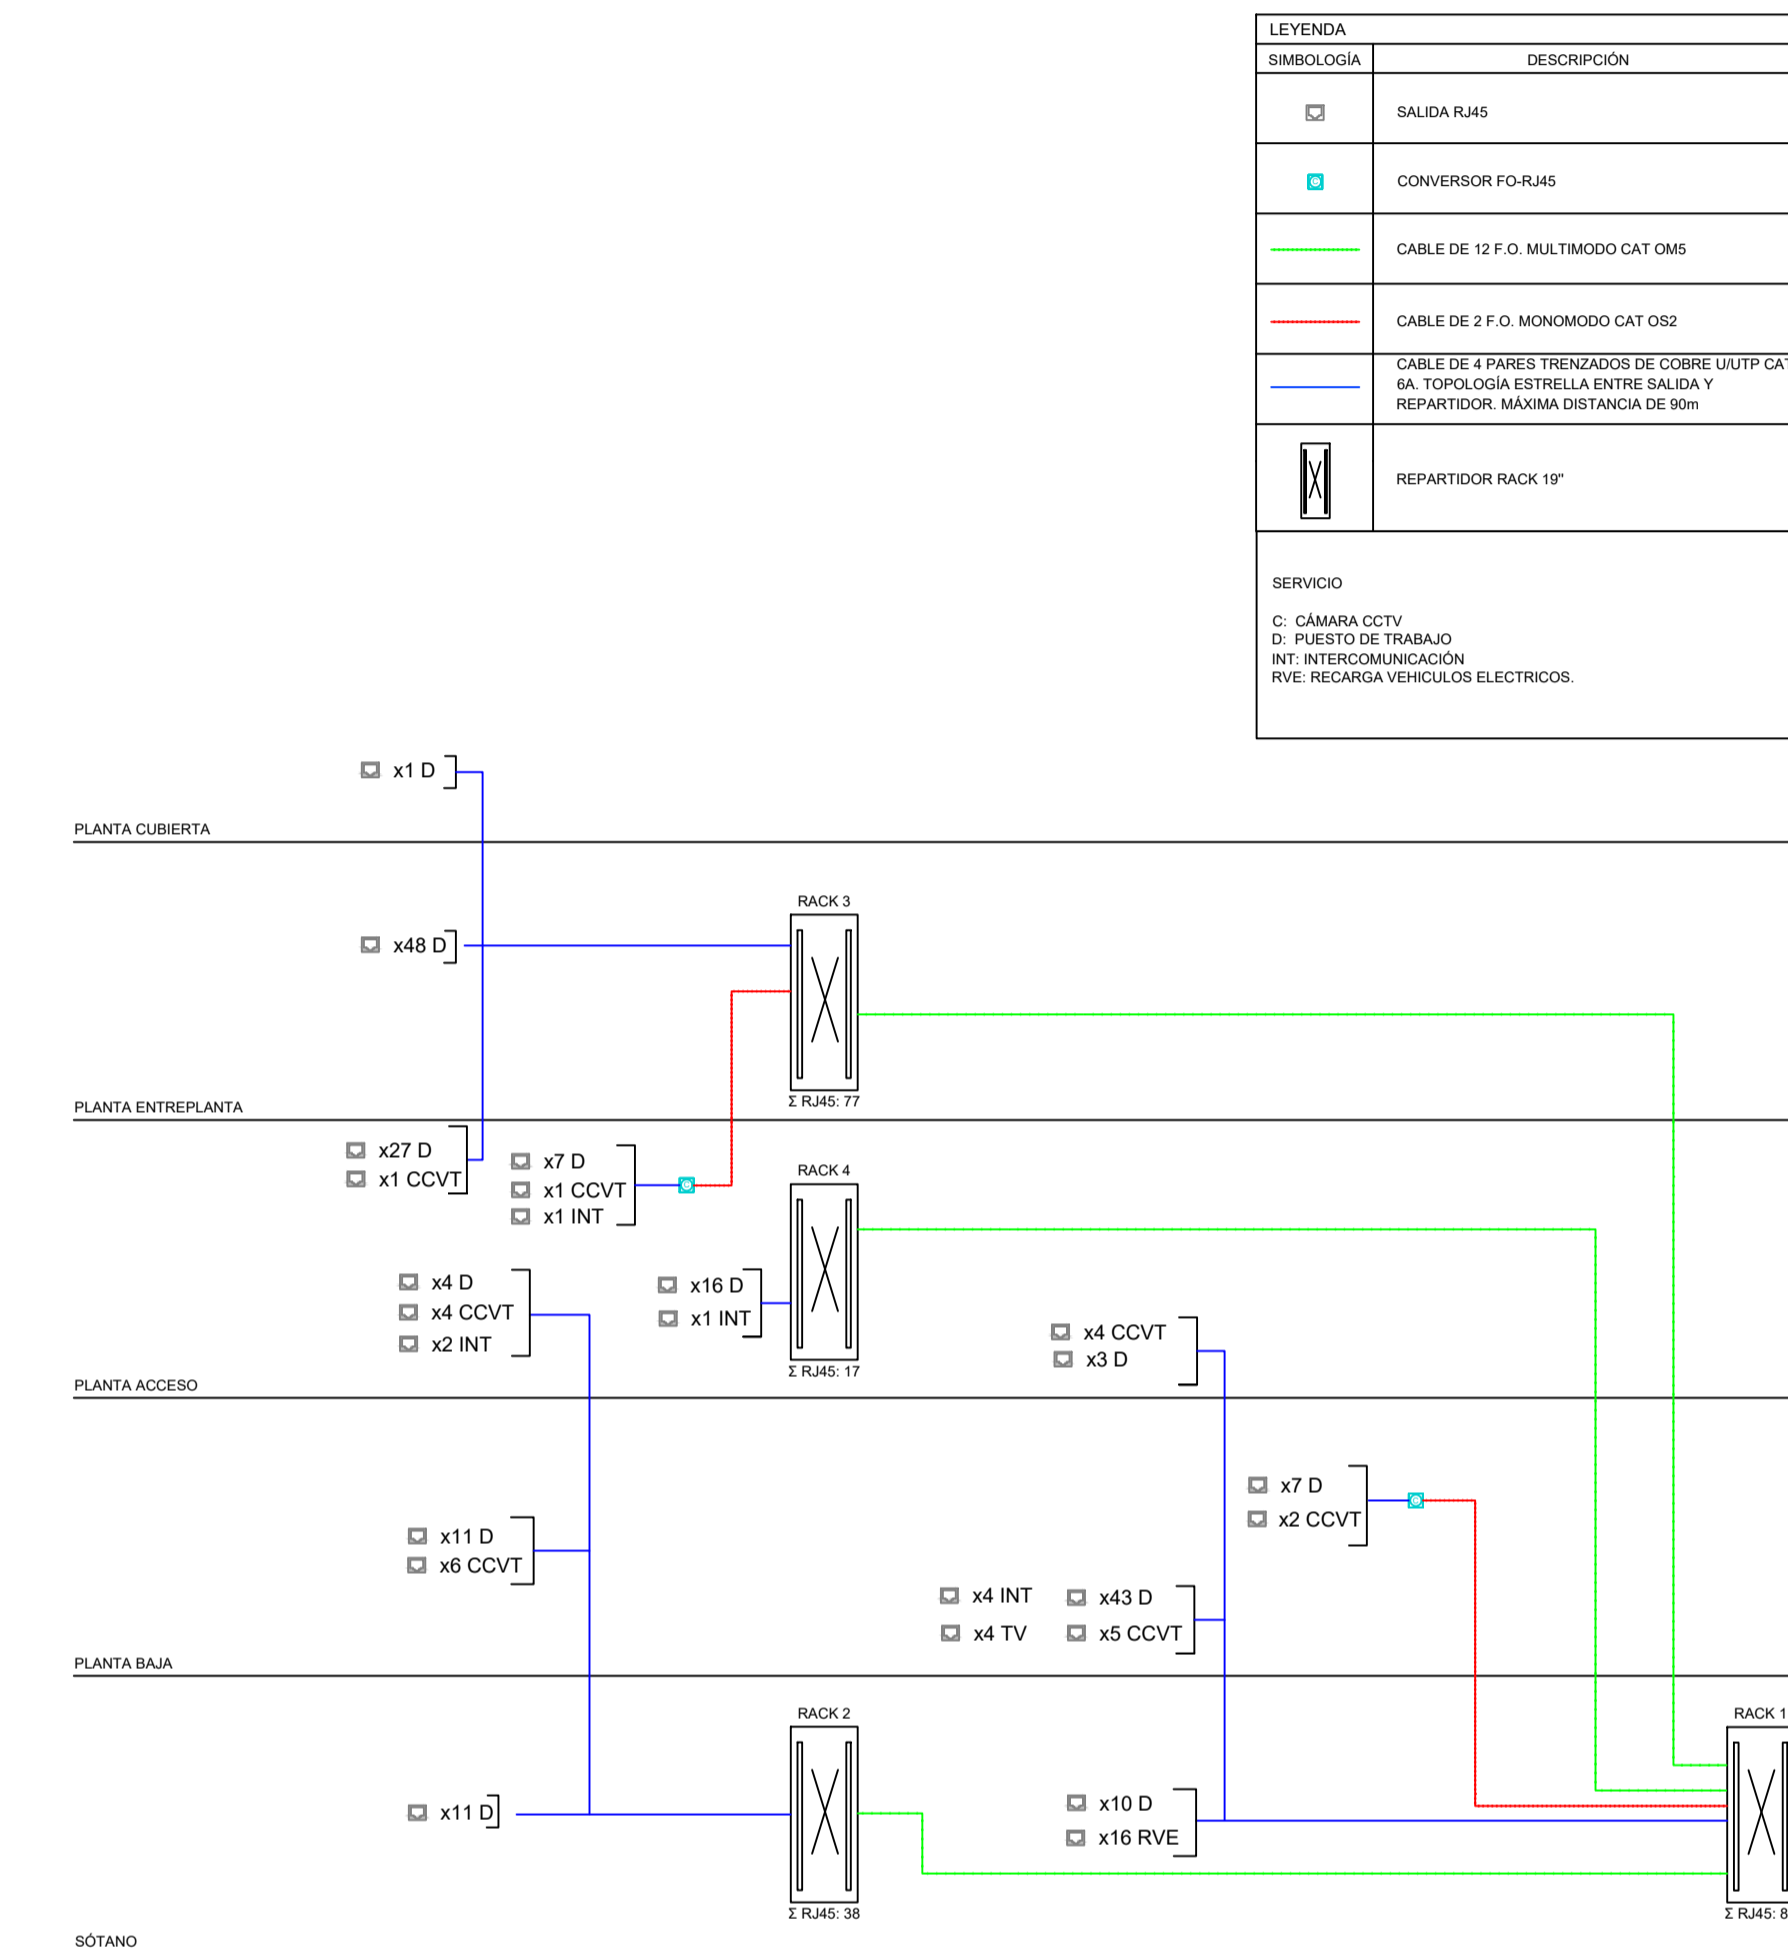 LEYENDA
SIMBOLOGÍA DESCRIPCIÓN
SALIDA RJ45
CONVERSOR FO-RJ45
CABLE DE 12 F.O. MULTIMODO CAT OM5
CABLE DE 2 F.O. MONOMODO CAT OS2
CABLE DE 4 PARES TRENZADOS DE COBRE U/UTP CAT
6A. TOPOLOGÍA ESTRELLA ENTRE SALIDA Y
REPARTIDOR. MÁXIMA DISTANCIA DE 90m
REPARTIDOR RACK 19"
SERVICIO
C: CÁMARA CCTV
D: PUESTO DE TRABAJO
INT: INTERCOMUNICACIÓN
RVE: RECARGA VEHICULOS ELECTRICOS.
x1 D
PLANTA CUBIERTA
RACK 3
x48 D
Σ RJ45: 77
PLANTA ENTREPLANTA
x27 D
x1 CCVT
x7 D
x1 CCVT
x1 INT
RACK 4
x4 D
x4 CCVT
x2 INT
x16 D
x1 INT
x4 CCVT
x3 D
Σ RJ45: 17
PLANTA ACCESO
x7 D
x2 CCVT
x11 D
x6 CCVT
x4 INT x43 D
x4 TV x5 CCVT
PLANTA BAJA
RACK 2
RACK 1
x11 D
x10 D
x16 RVE
Σ RJ45: 38
Σ RJ45: 8
SÓTANO